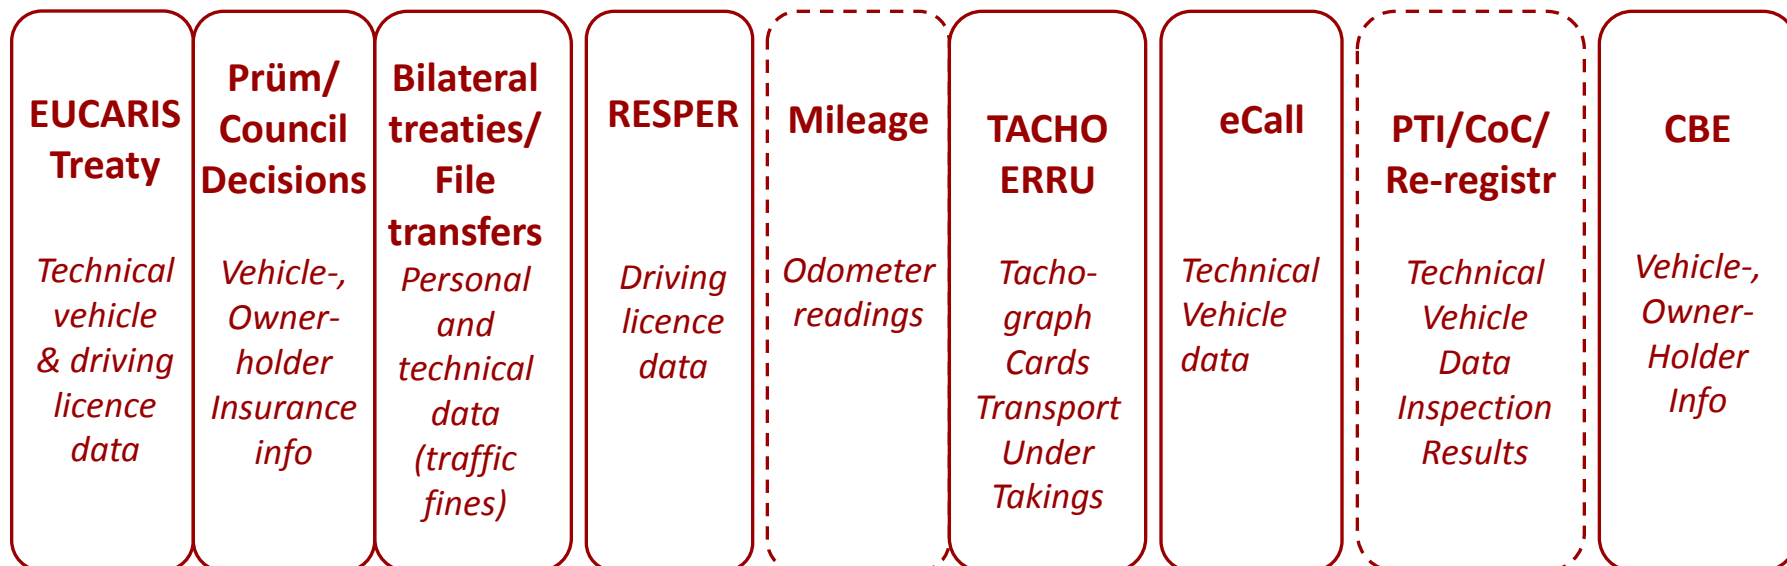 EUCARIS
Treaty
Technical
vehicle
& driving
licence
data
Prüm/
Council
Decisions
Vehicle-,
Owner-
holder
Insurance
info
Bilateral
treaties/
File
transfers
Personal
and
technical
data
(traffic
fines)
RESPER
Driving
licence
data
Mileage
Odometer
readings
TACHO
ERRU
Tacho-
graph
Cards
Transport
Under
Takings
eCall
Technical
Vehicle
data
PTI/CoC/
Re-registr
Technical
Vehicle
Data
Inspection
Results
CBE
Vehicle-,
Owner-
Holder
Info